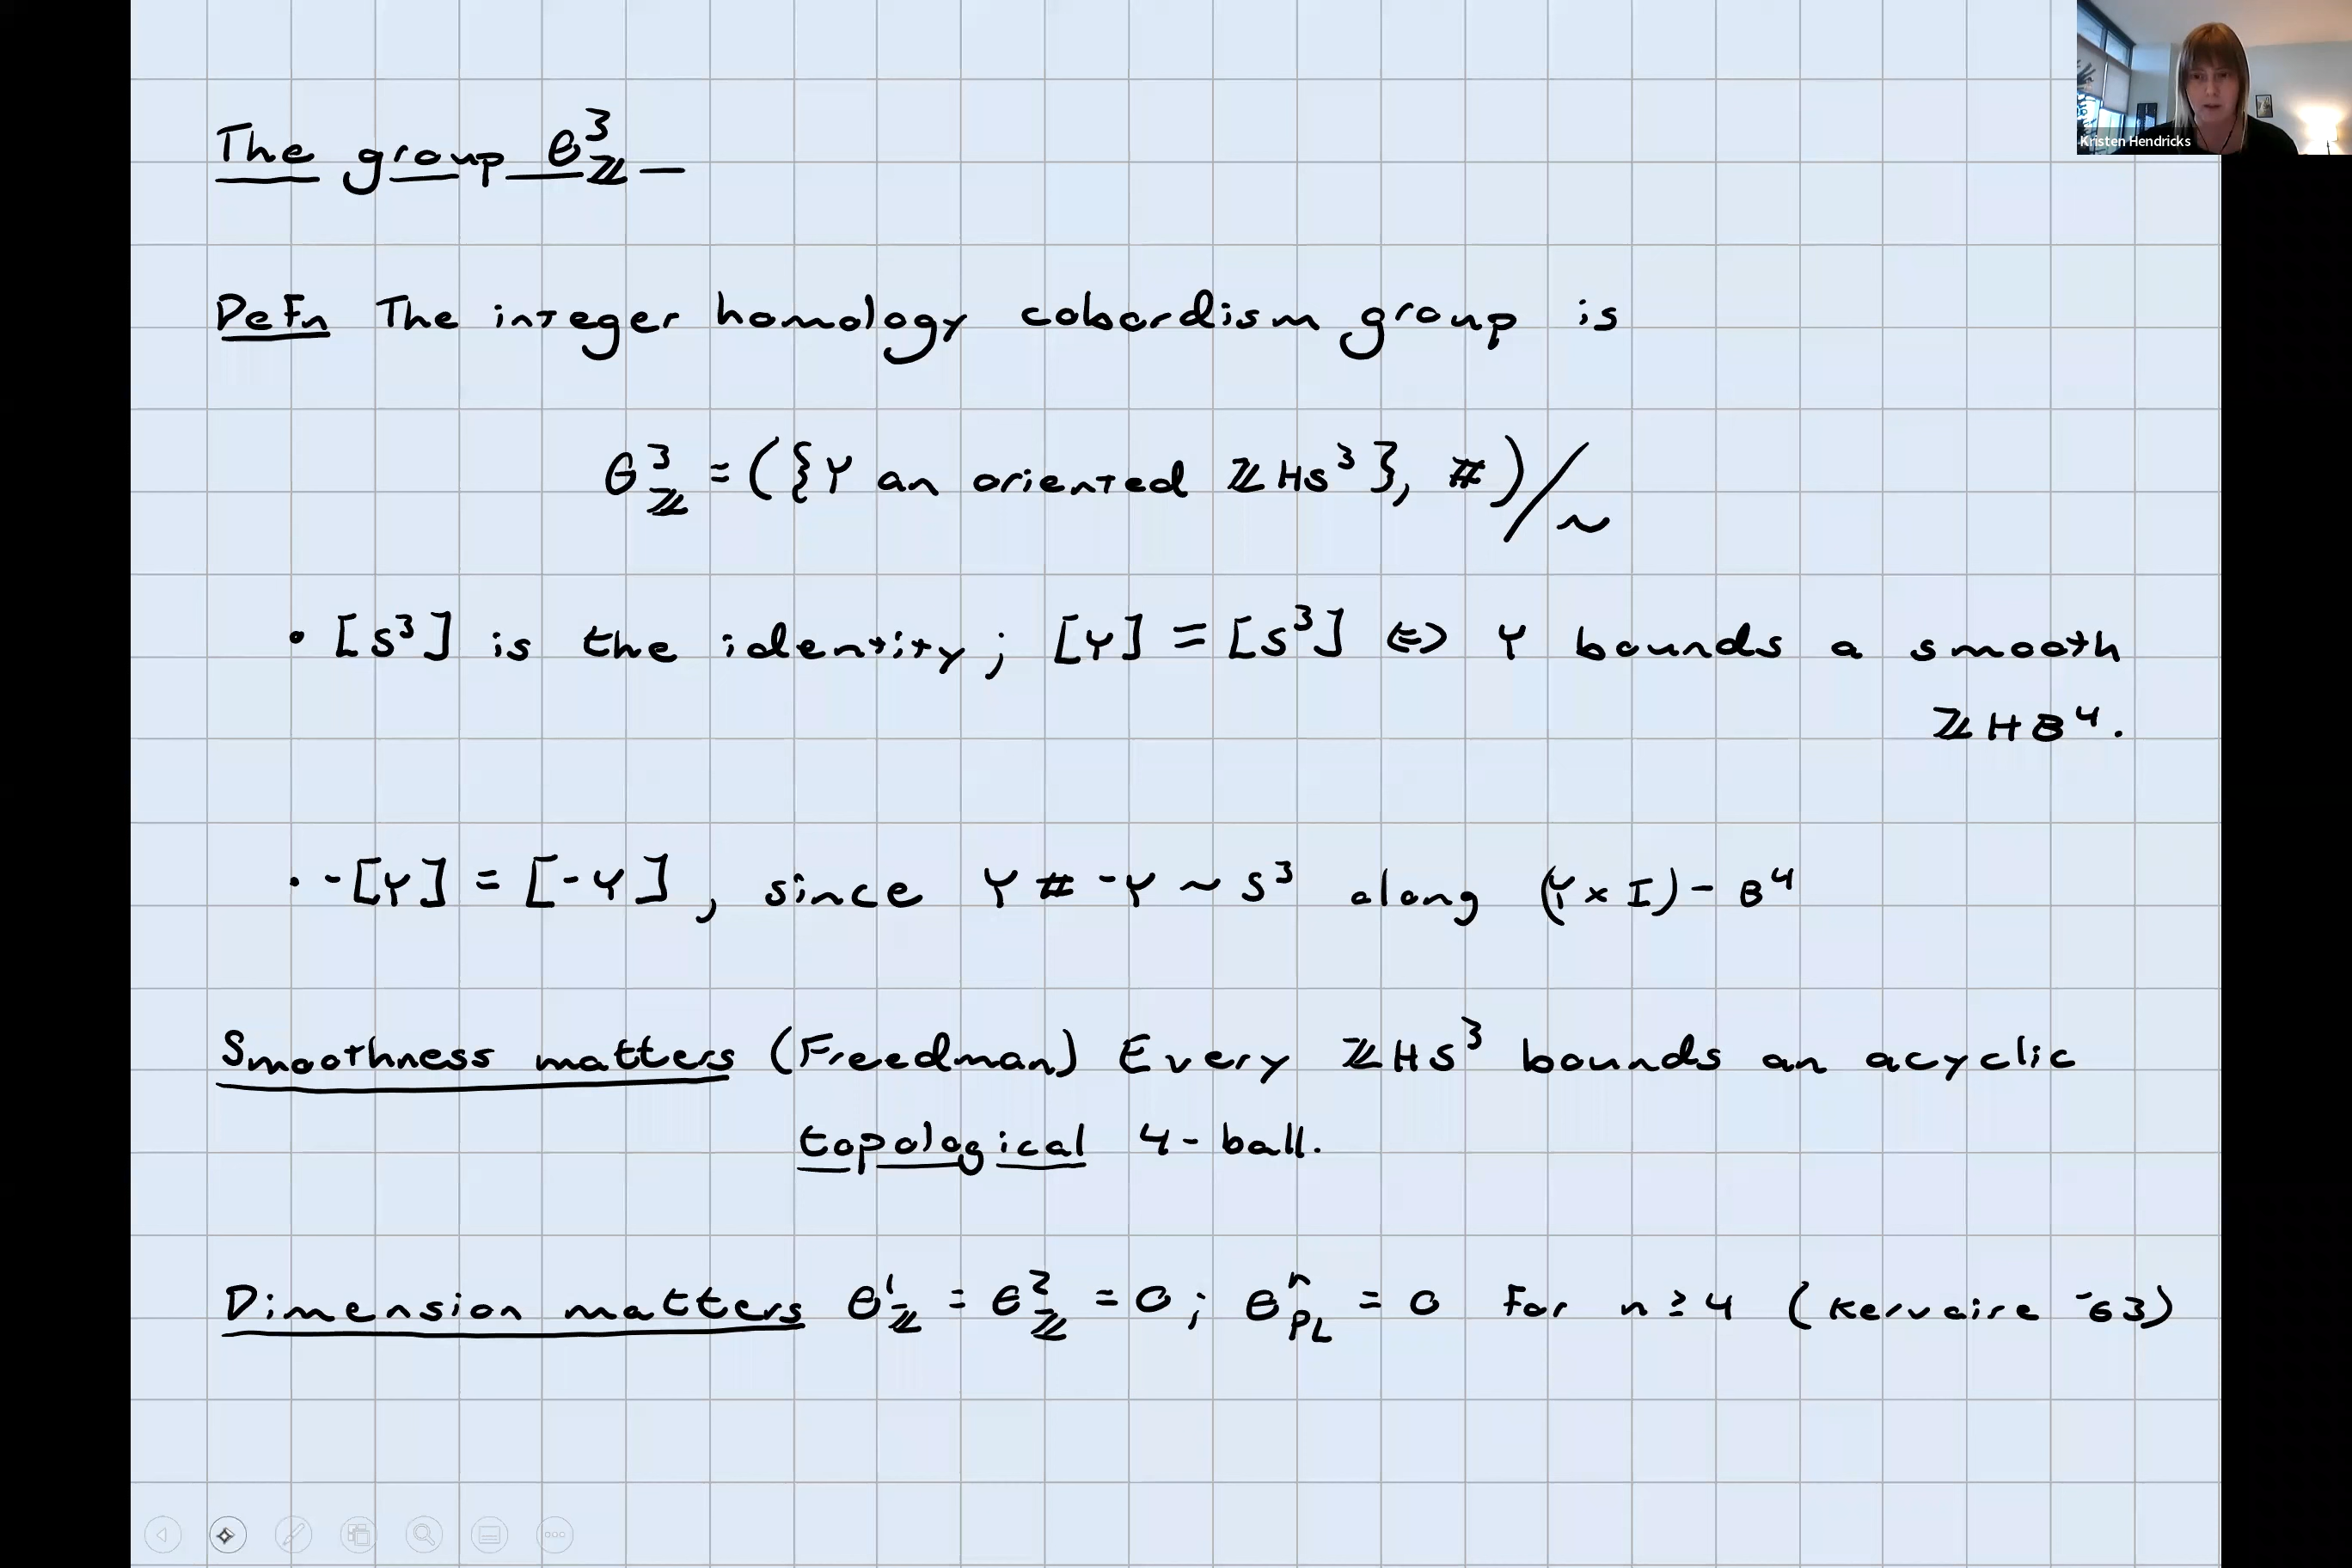 Kristen Hendricks
The group Θ³_ℤ
Defn The integer homology cobordism group is
Θ³_ℤ = ({Y an oriented ℤHS³}, #)/~
• [S³] is the identity; [Y] = [S³] ⇔ Y bounds a smooth
ℤHB⁴.
• -[Y] = [-Y], since Y # -Y ~ S³ along (Y × I) - B⁴
Smoothness matters (Freedman) Every ℤHS³ bounds an acyclic
topological 4-ball.
Dimension matters Θ¹_ℤ = Θ²_ℤ = 0; Θⁿ_PL = 0 for n ≥ 4 (Kervaire -63)